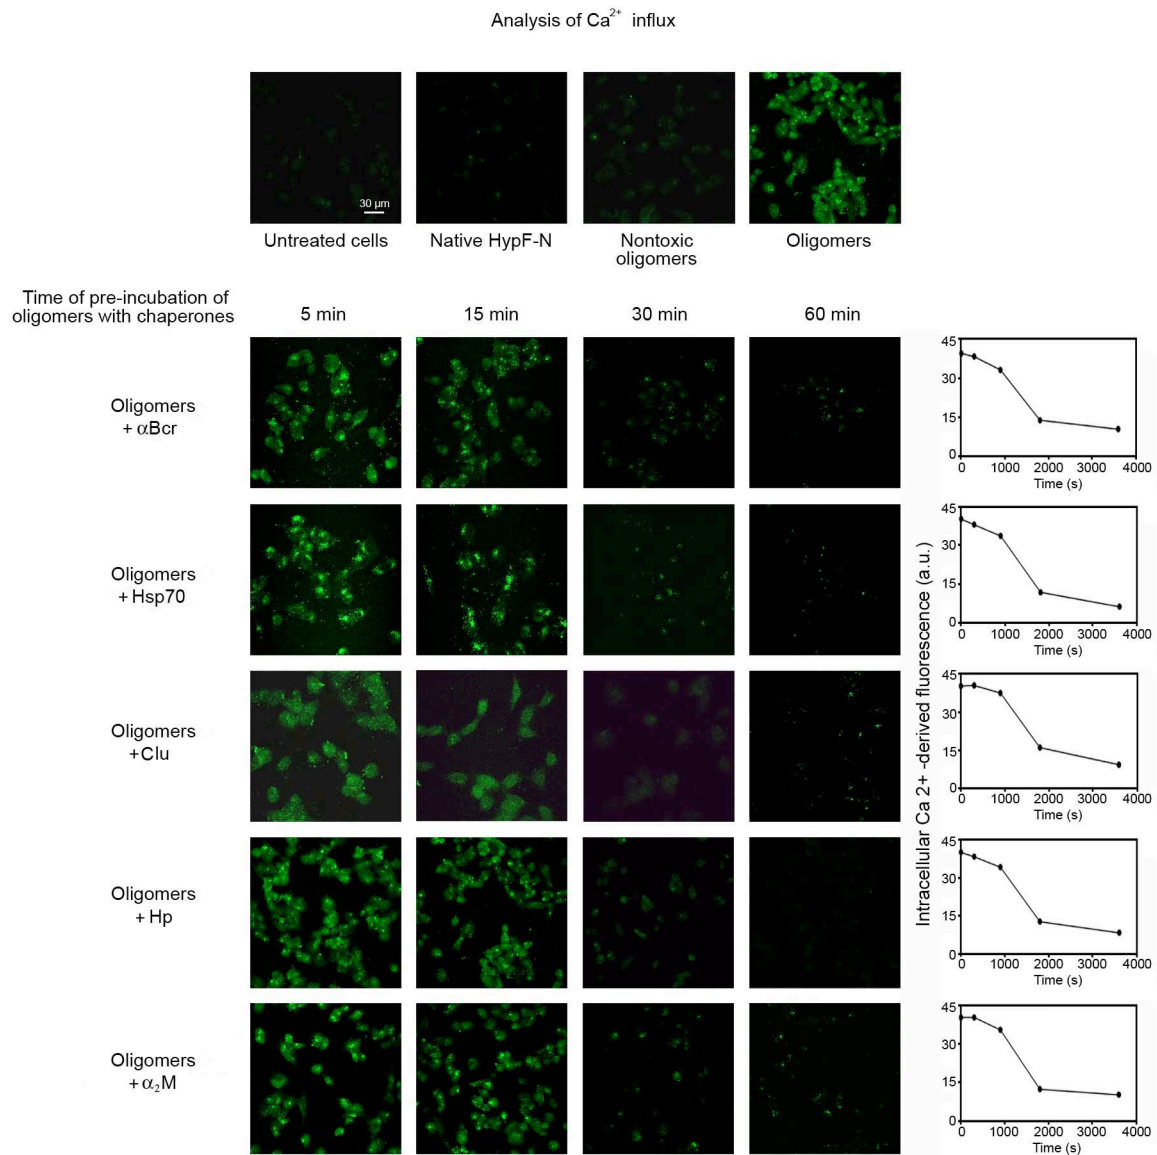 Analysis of Ca2+ influx
30 µm
Untreated cells
Native HypF-N
Nontoxic
oligomers
Oligomers
Time of pre-incubation of
oligomers with chaperones
5 min
15 min
30 min
60 min
Oligomers
+ αBcr
45
30
15
0
0 1000 2000 3000 4000
Time (s)
Oligomers
+ Hsp70
45
30
15
0
0 1000 2000 3000 4000
Time (s)
Intracellular Ca 2+ -derived fluorescence (a.u.)
Oligomers
+Clu
45
30
15
0
0 1000 2000 3000 4000
Time (s)
Oligomers
+ Hp
45
30
15
0
0 1000 2000 3000 4000
Time (s)
Oligomers
+ α2M
45
30
15
0
0 1000 2000 3000 4000
Time (s)